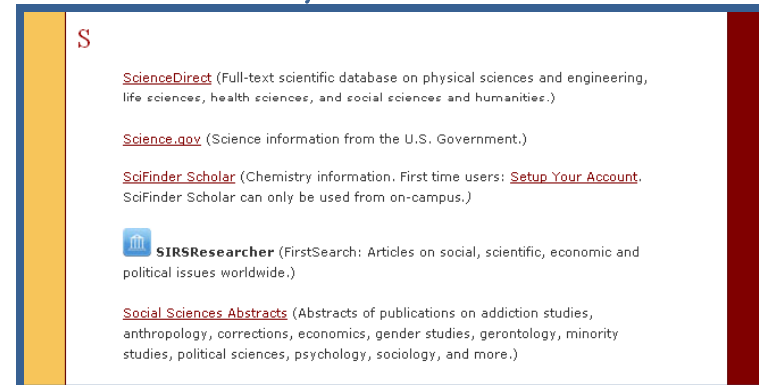 S
ScienceDirect (Full-text scientific database on physical sciences and engineering,
life sciences, health sciences, and social sciences and humanities.)
Science.gov (Science information from the U.S. Government.)
SciFinder Scholar (Chemistry information. First time users: Setup Your Account.
SciFinder Scholar can only be used from on-campus.)
SIRSResearcher (FirstSearch: Articles on social, scientific, economic and
political issues worldwide.)
Social Sciences Abstracts (Abstracts of publications on addiction studies,
anthropology, corrections, economics, gender studies, gerontology, minority
studies, political sciences, psychology, sociology, and more.)